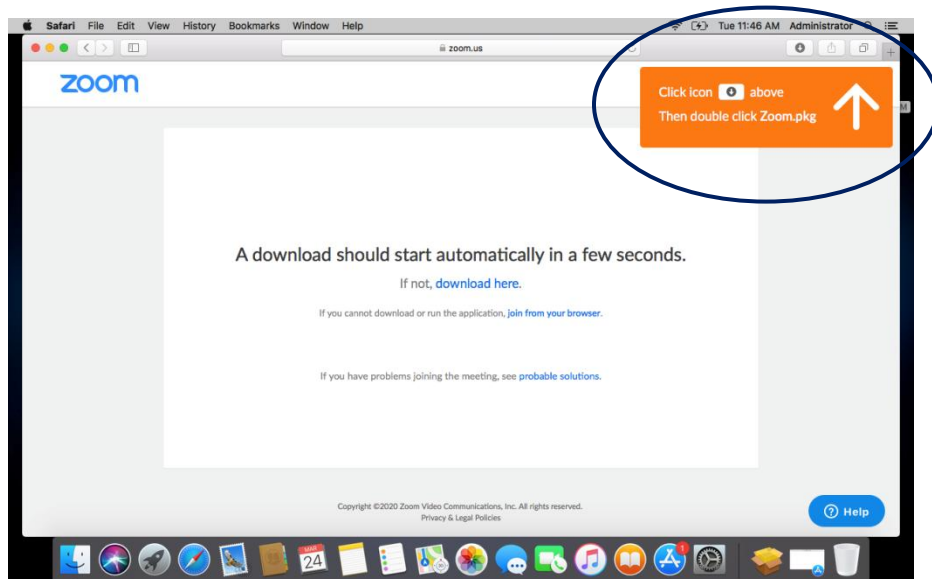 Safari File Edit View History Bookmarks Window Help Tue 11:46 AM Administrator
zoom.us
zoom
Click icon above
Then double click Zoom.pkg
M
A download should start automatically in a few seconds.
If not, download here.
If you cannot download or run the application, join from your browser.
If you have problems joining the meeting, see probable solutions.
Copyright ©2020 Zoom Video Communications, Inc. All rights reserved.
Privacy & Legal Policies
Help
MAR
24
1